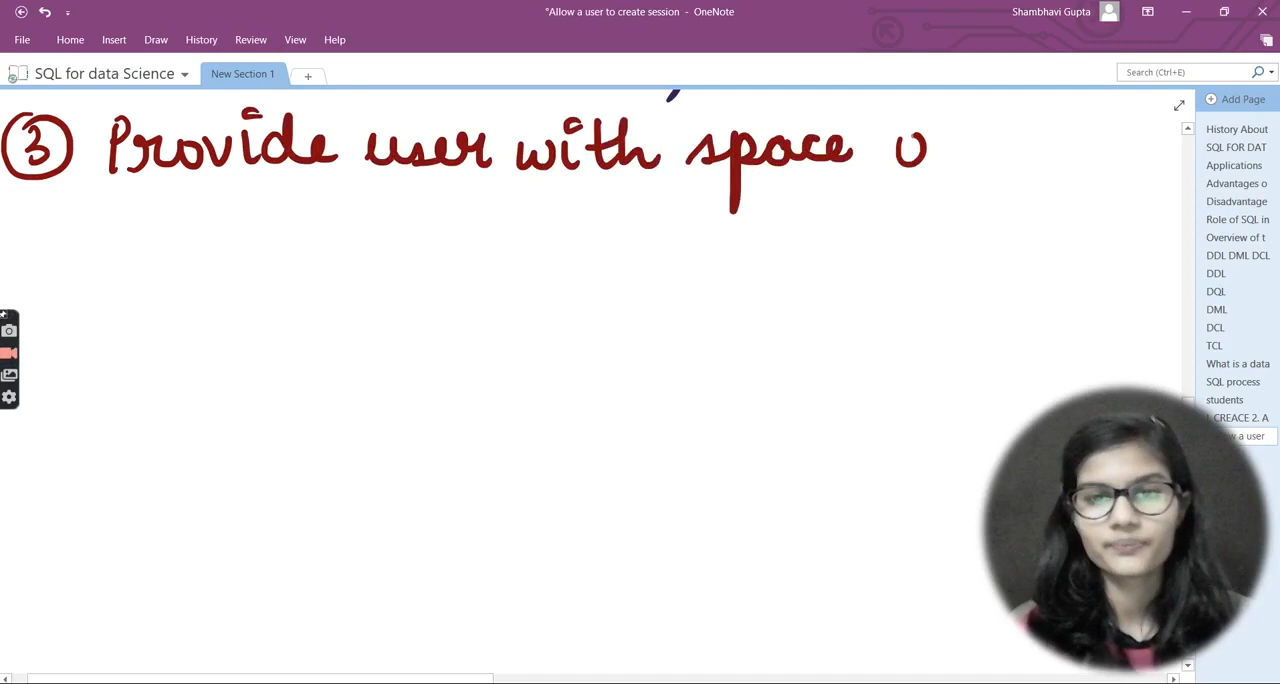 *Allow a user to create session - OneNote
Shambhavi Gupta
File Home Insert Draw History Review View Help
SQL for data Science
New Section 1
+
Search (Ctrl+E)
Add Page
3 Provide user with space o
History About
SQL FOR DAT
Applications
Advantages o
Disadvantage
Role of SQL in
Overview of t
DDL DML DCL
DDL
DQL
DML
DCL
TCL
What is a data
SQL process
students
CREACE 2. A
w a user